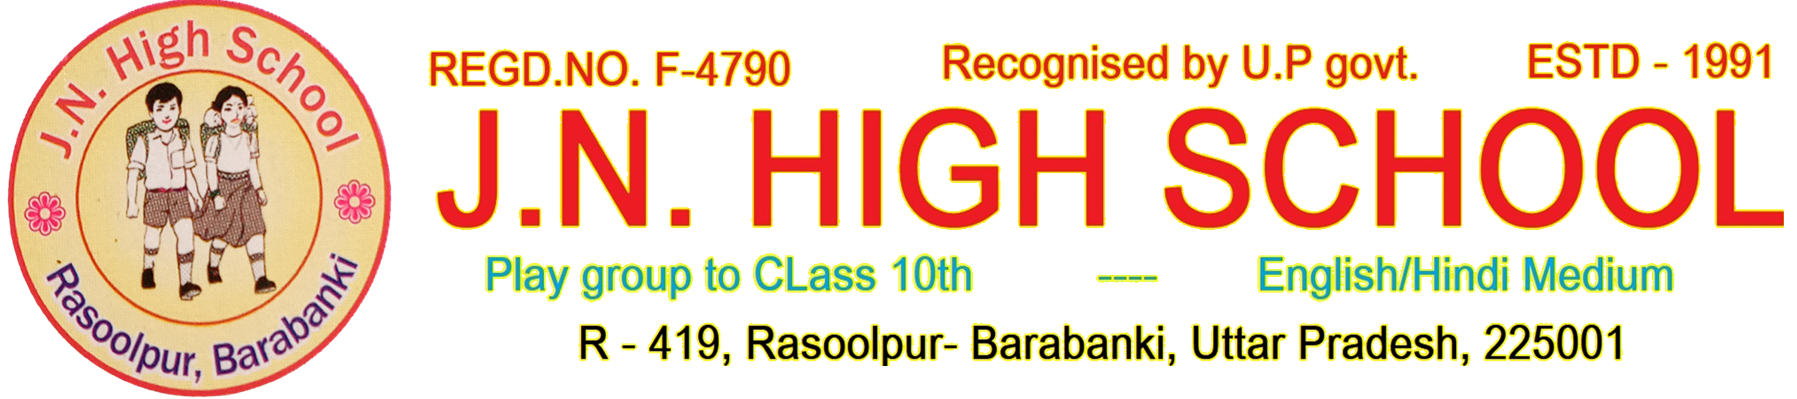 J.N. High School
Rasoolpur, Barabanki
REGD.NO. F-4790 Recognised by U.P govt. ESTD - 1991
J.N. HIGH SCHOOL
Play group to CLass 10th ---- English/Hindi Medium
R - 419, Rasoolpur- Barabanki, Uttar Pradesh, 225001